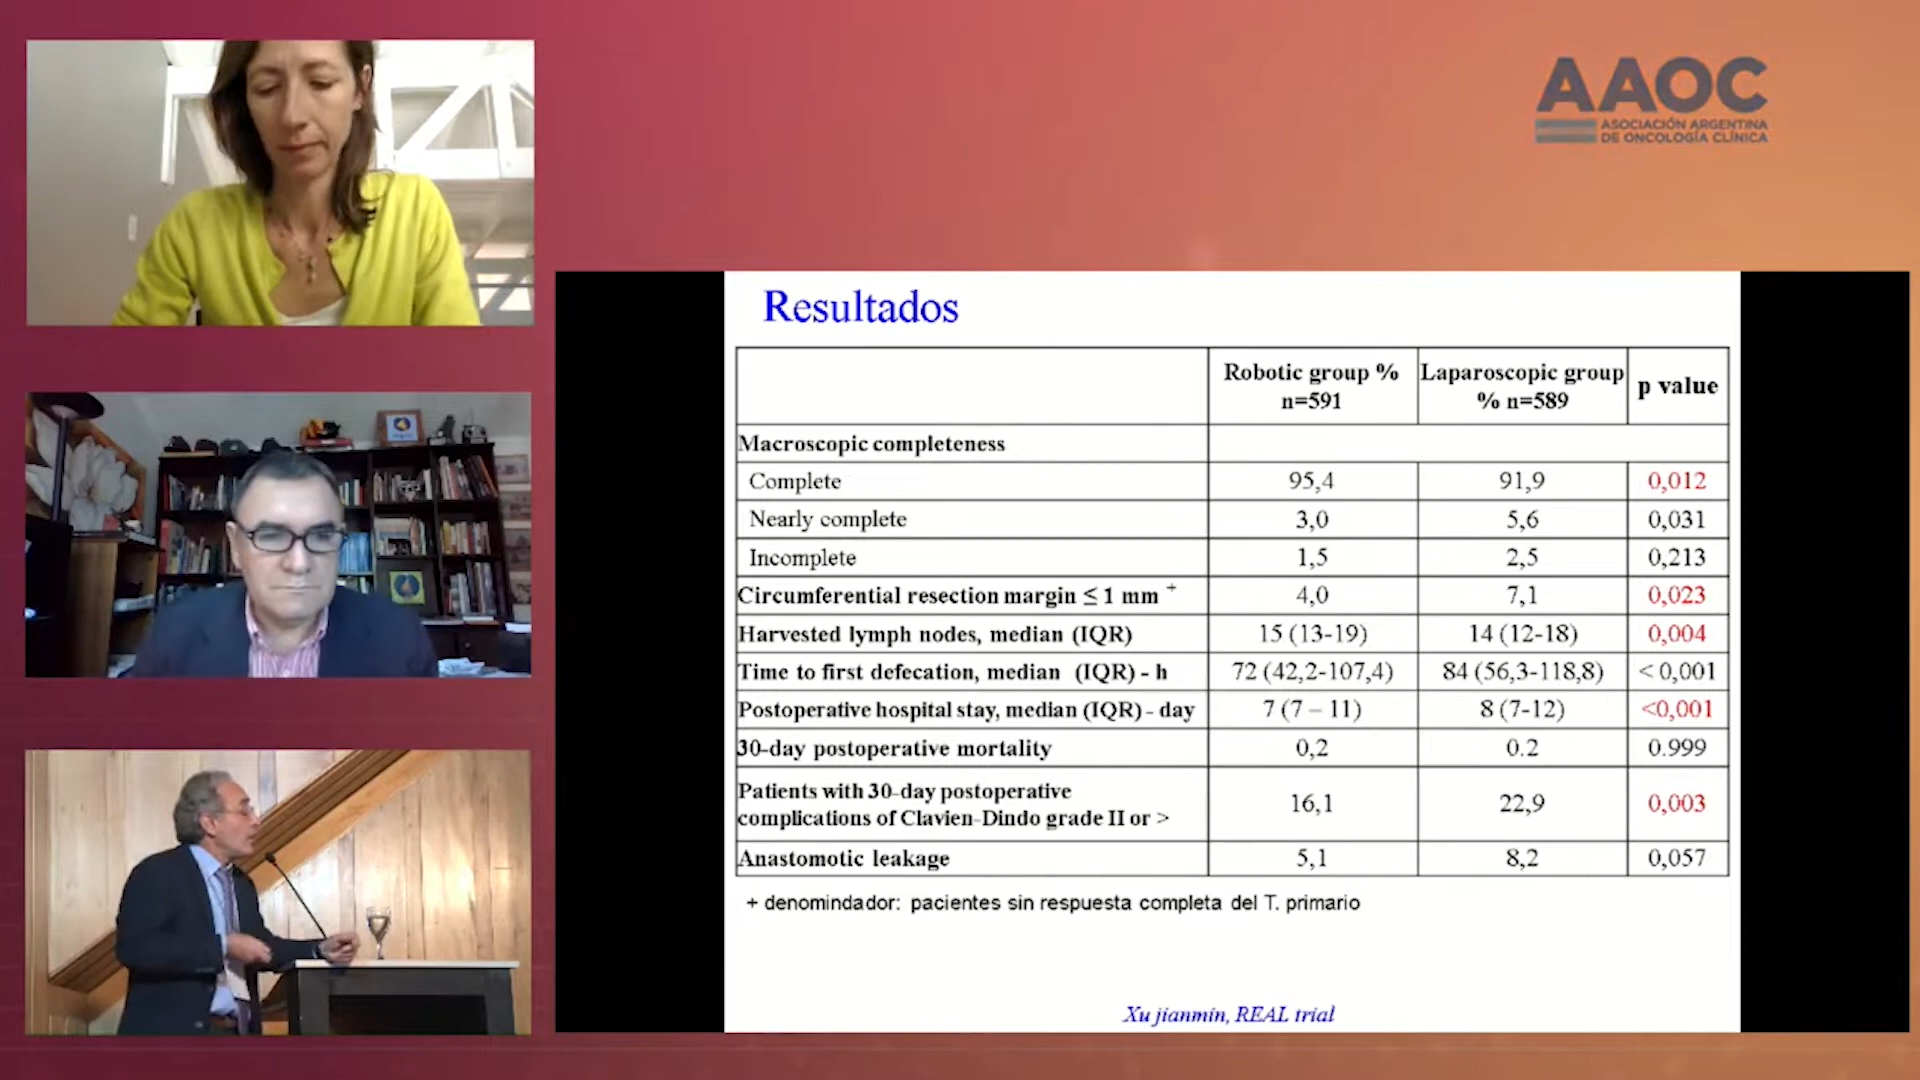 AAOC
ASOCIACIÓN ARGENTINA
DE ONCOLOGÍA CLÍNICA
Resultados
Robotic group % n=591 Laparoscopic group % n=589 p value
Macroscopic completeness
Complete 95,4 91,9 0,012
Nearly complete 3,0 5,6 0,031
Incomplete 1,5 2,5 0,213
Circumferential resection margin ≤ 1 mm + 4,0 7,1 0,023
Harvested lymph nodes, median (IQR) 15 (13-19) 14 (12-18) 0,004
Time to first defecation, median (IQR) - h 72 (42,2-107,4) 84 (56,3-118,8) < 0,001
Postoperative hospital stay, median (IQR) - day 7 (7 – 11) 8 (7-12) <0,001
30-day postoperative mortality 0,2 0.2 0.999
Patients with 30-day postoperative
complications of Clavien-Dindo grade II or > 16,1 22,9 0,003
Anastomotic leakage 5,1 8,2 0,057
+ denomindador: pacientes sin respuesta completa del T. primario
Xu jianmin, REAL trial